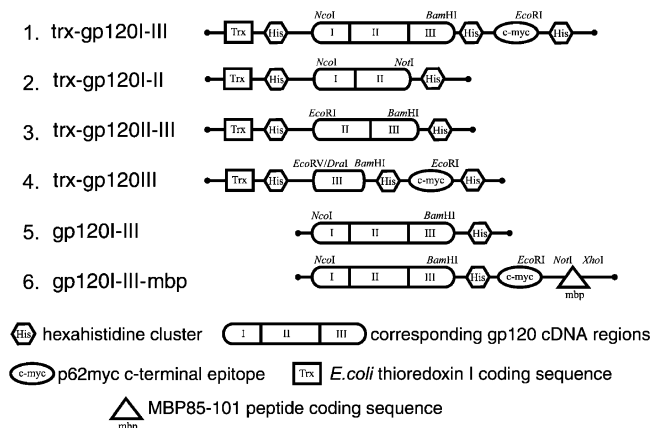 NcoI BamHI EcoRI
1. trx-gp120I-III Trx His I II III His c-myc His
NcoI NotI
2. trx-gp120I-II Trx His I II His
EcoRI BamHI
3. trx-gp120II-III Trx His II III His
EcoRV/DraI BamHI EcoRI
4. trx-gp120III Trx His III His c-myc His
NcoI BamHI
5. gp120I-III I II III His
NcoI BamHI EcoRI NotI XhoI
6. gp120I-III-mbp I II III His c-myc
mbp
His hexahistidine cluster I II III corresponding gp120 cDNA regions
c-myc p62myc c-terminal epitope Trx E.coli thioredoxin I coding sequence
MBP85-101 peptide coding sequence
mbp